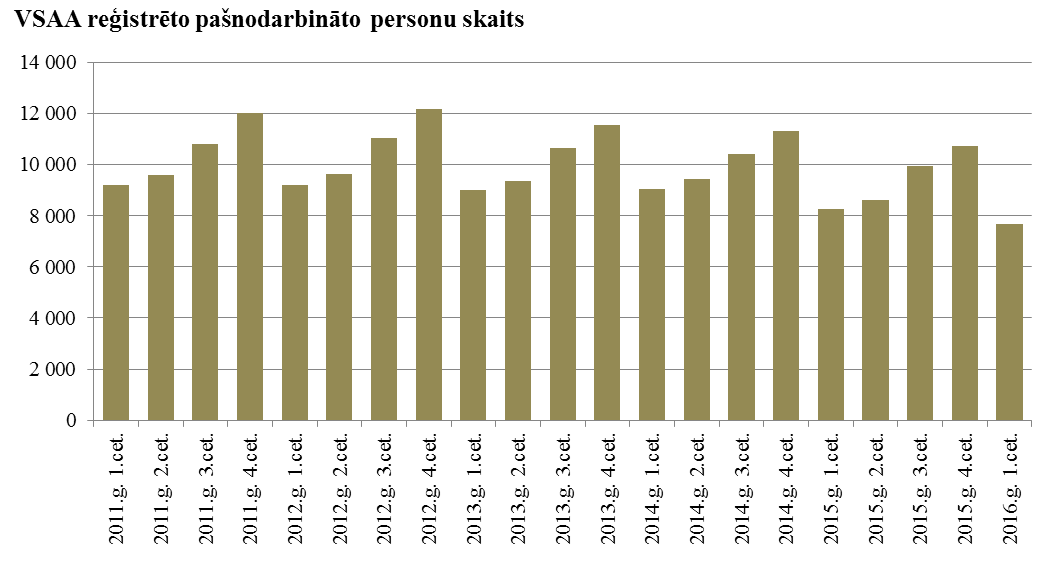 VSAA reģistrēto pašnodarbināto personu skaits
14 000
12 000
10 000
8 000
6 000
4 000
2 000
0
2011.g. 1.cet.
2011.g. 2.cet.
2011.g. 3.cet.
2011.g. 4.cet.
2012.g. 1.cet.
2012.g. 2.cet.
2012.g. 3.cet.
2012.g. 4.cet.
2013.g. 1.cet.
2013.g. 2.cet.
2013.g. 3.cet.
2013.g. 4.cet.
2014.g. 1.cet.
2014.g. 2.cet.
2014.g. 3.cet.
2014.g. 4.cet.
2015.g. 1.cet.
2015.g. 2.cet.
2015.g. 3.cet.
2015.g. 4.cet.
2016.g. 1.cet.